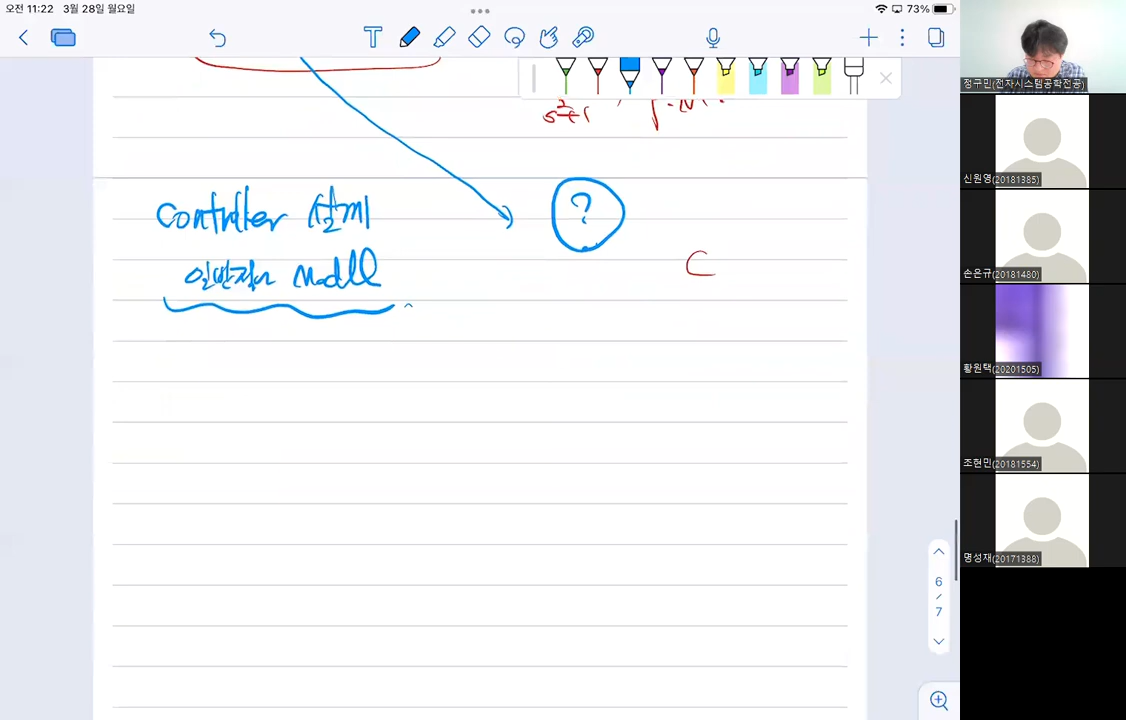 오전 11:22 3월 28일 월요일
73%
T
정구민(전자시스템공학전공)
신원영(20181385)
손은규(20181480)
황원택(20201505)
조현민(20181554)
명성재(20171388)
Controller 설계
?
일반적인 Model
C
6
/
7